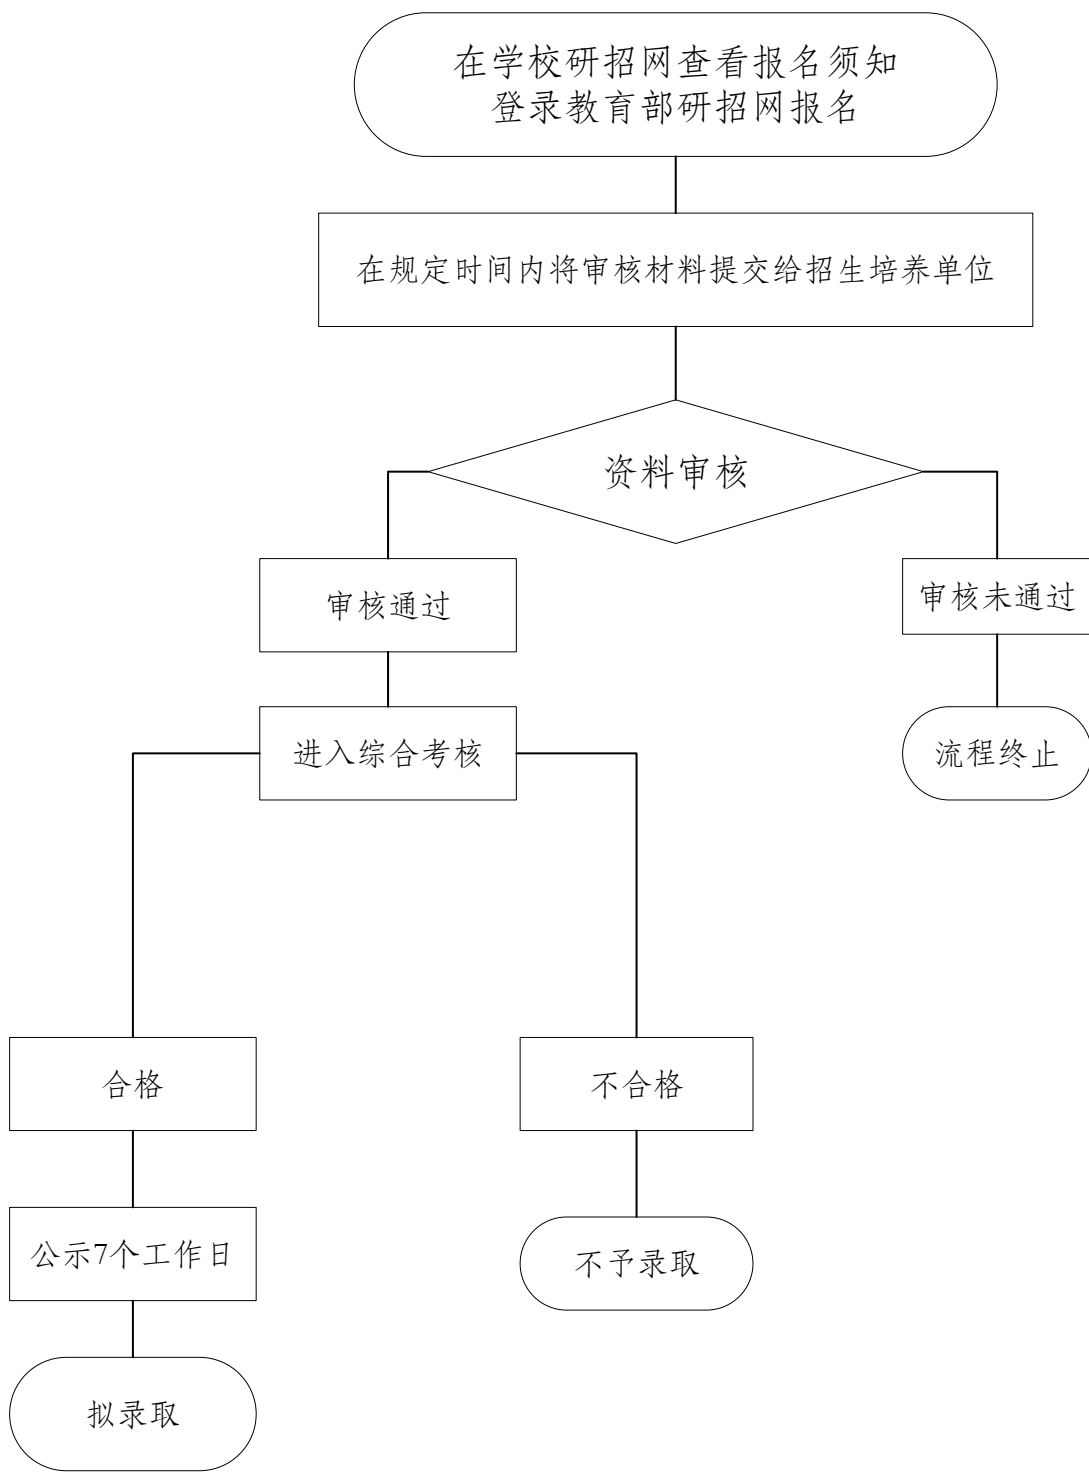 在学校研招网查看报名须知
登录教育部研招网报名
在规定时间内将审核材料提交给招生培养单位
资料审核
审核通过
审核未通过
进入综合考核
流程终止
合格
不合格
公示7个工作日
不予录取
拟录取